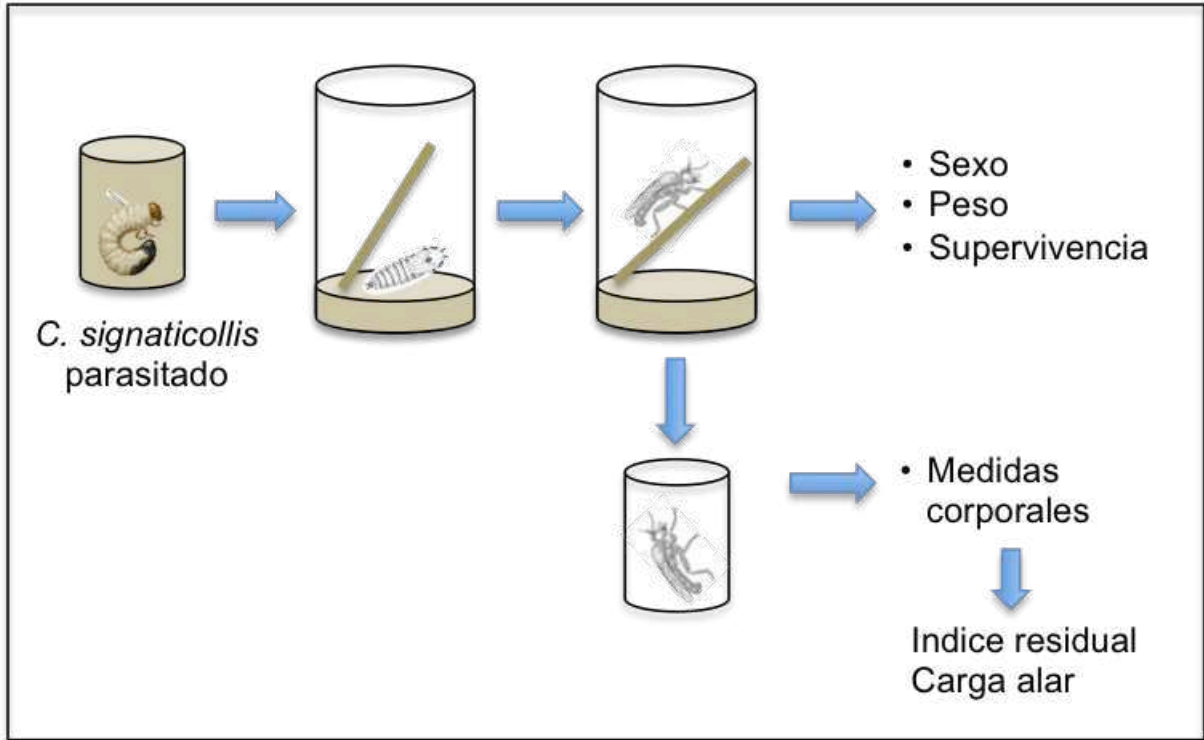 C. signaticollis
parasitado
• Sexo
• Peso
• Supervivencia
• Medidas
corporales
Indice residual
Carga alar